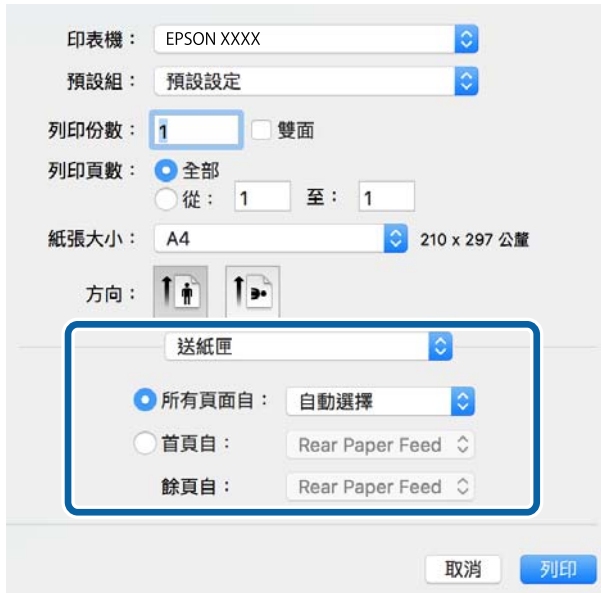 印表機： EPSON XXXX
預設組： 預設設定
列印份數： 1 雙面
列印頁數： 全部
從： 1 至： 1
紙張大小： A4 210 x 297 公釐
方向：
送紙匣
所有頁面自： 自動選擇
首頁自： Rear Paper Feed
餘頁自： Rear Paper Feed
取消 列印